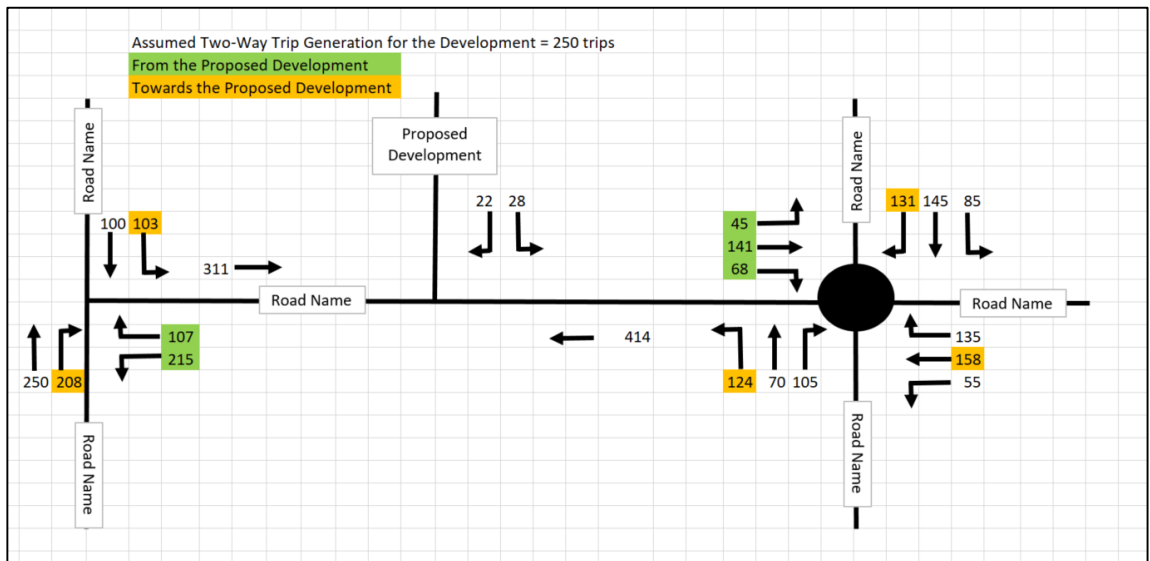 Assumed Two-Way Trip Generation for the Development = 250 trips
From the Proposed Development
Towards the Proposed Development
Road Name
Proposed
Development
Road Name
100 103
22 28
45
141
68
131 145 85
311
Road Name
Road Name
107
215
250 208
414
124 70 105
135
158
55
Road Name
Road Name